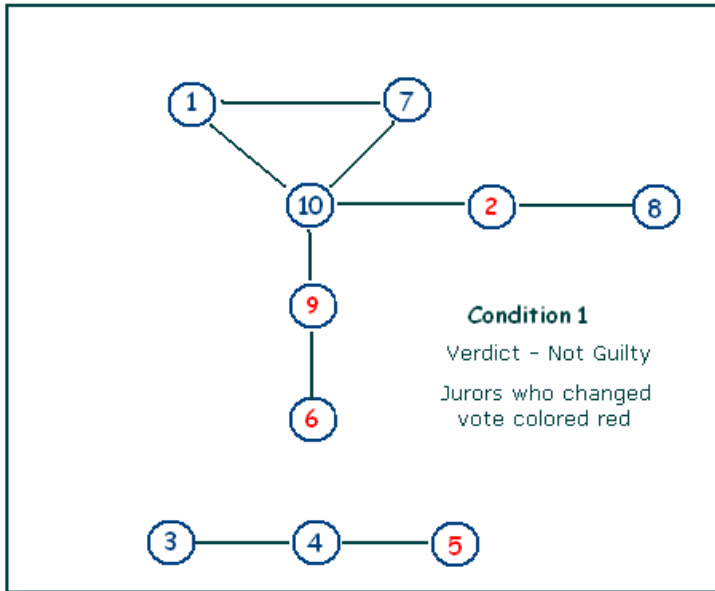 1 7
10 2 8
9
Condition 1
Verdict - Not Guilty
Jurors who changed
vote colored red
6
3 4 5